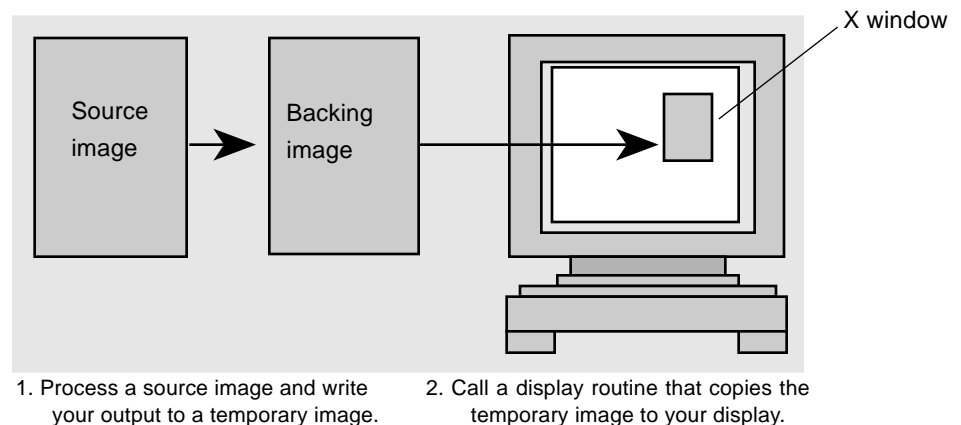 X window
Source
image
Backing
image
1. Process a source image and write
your output to a temporary image.
2. Call a display routine that copies the
temporary image to your display.